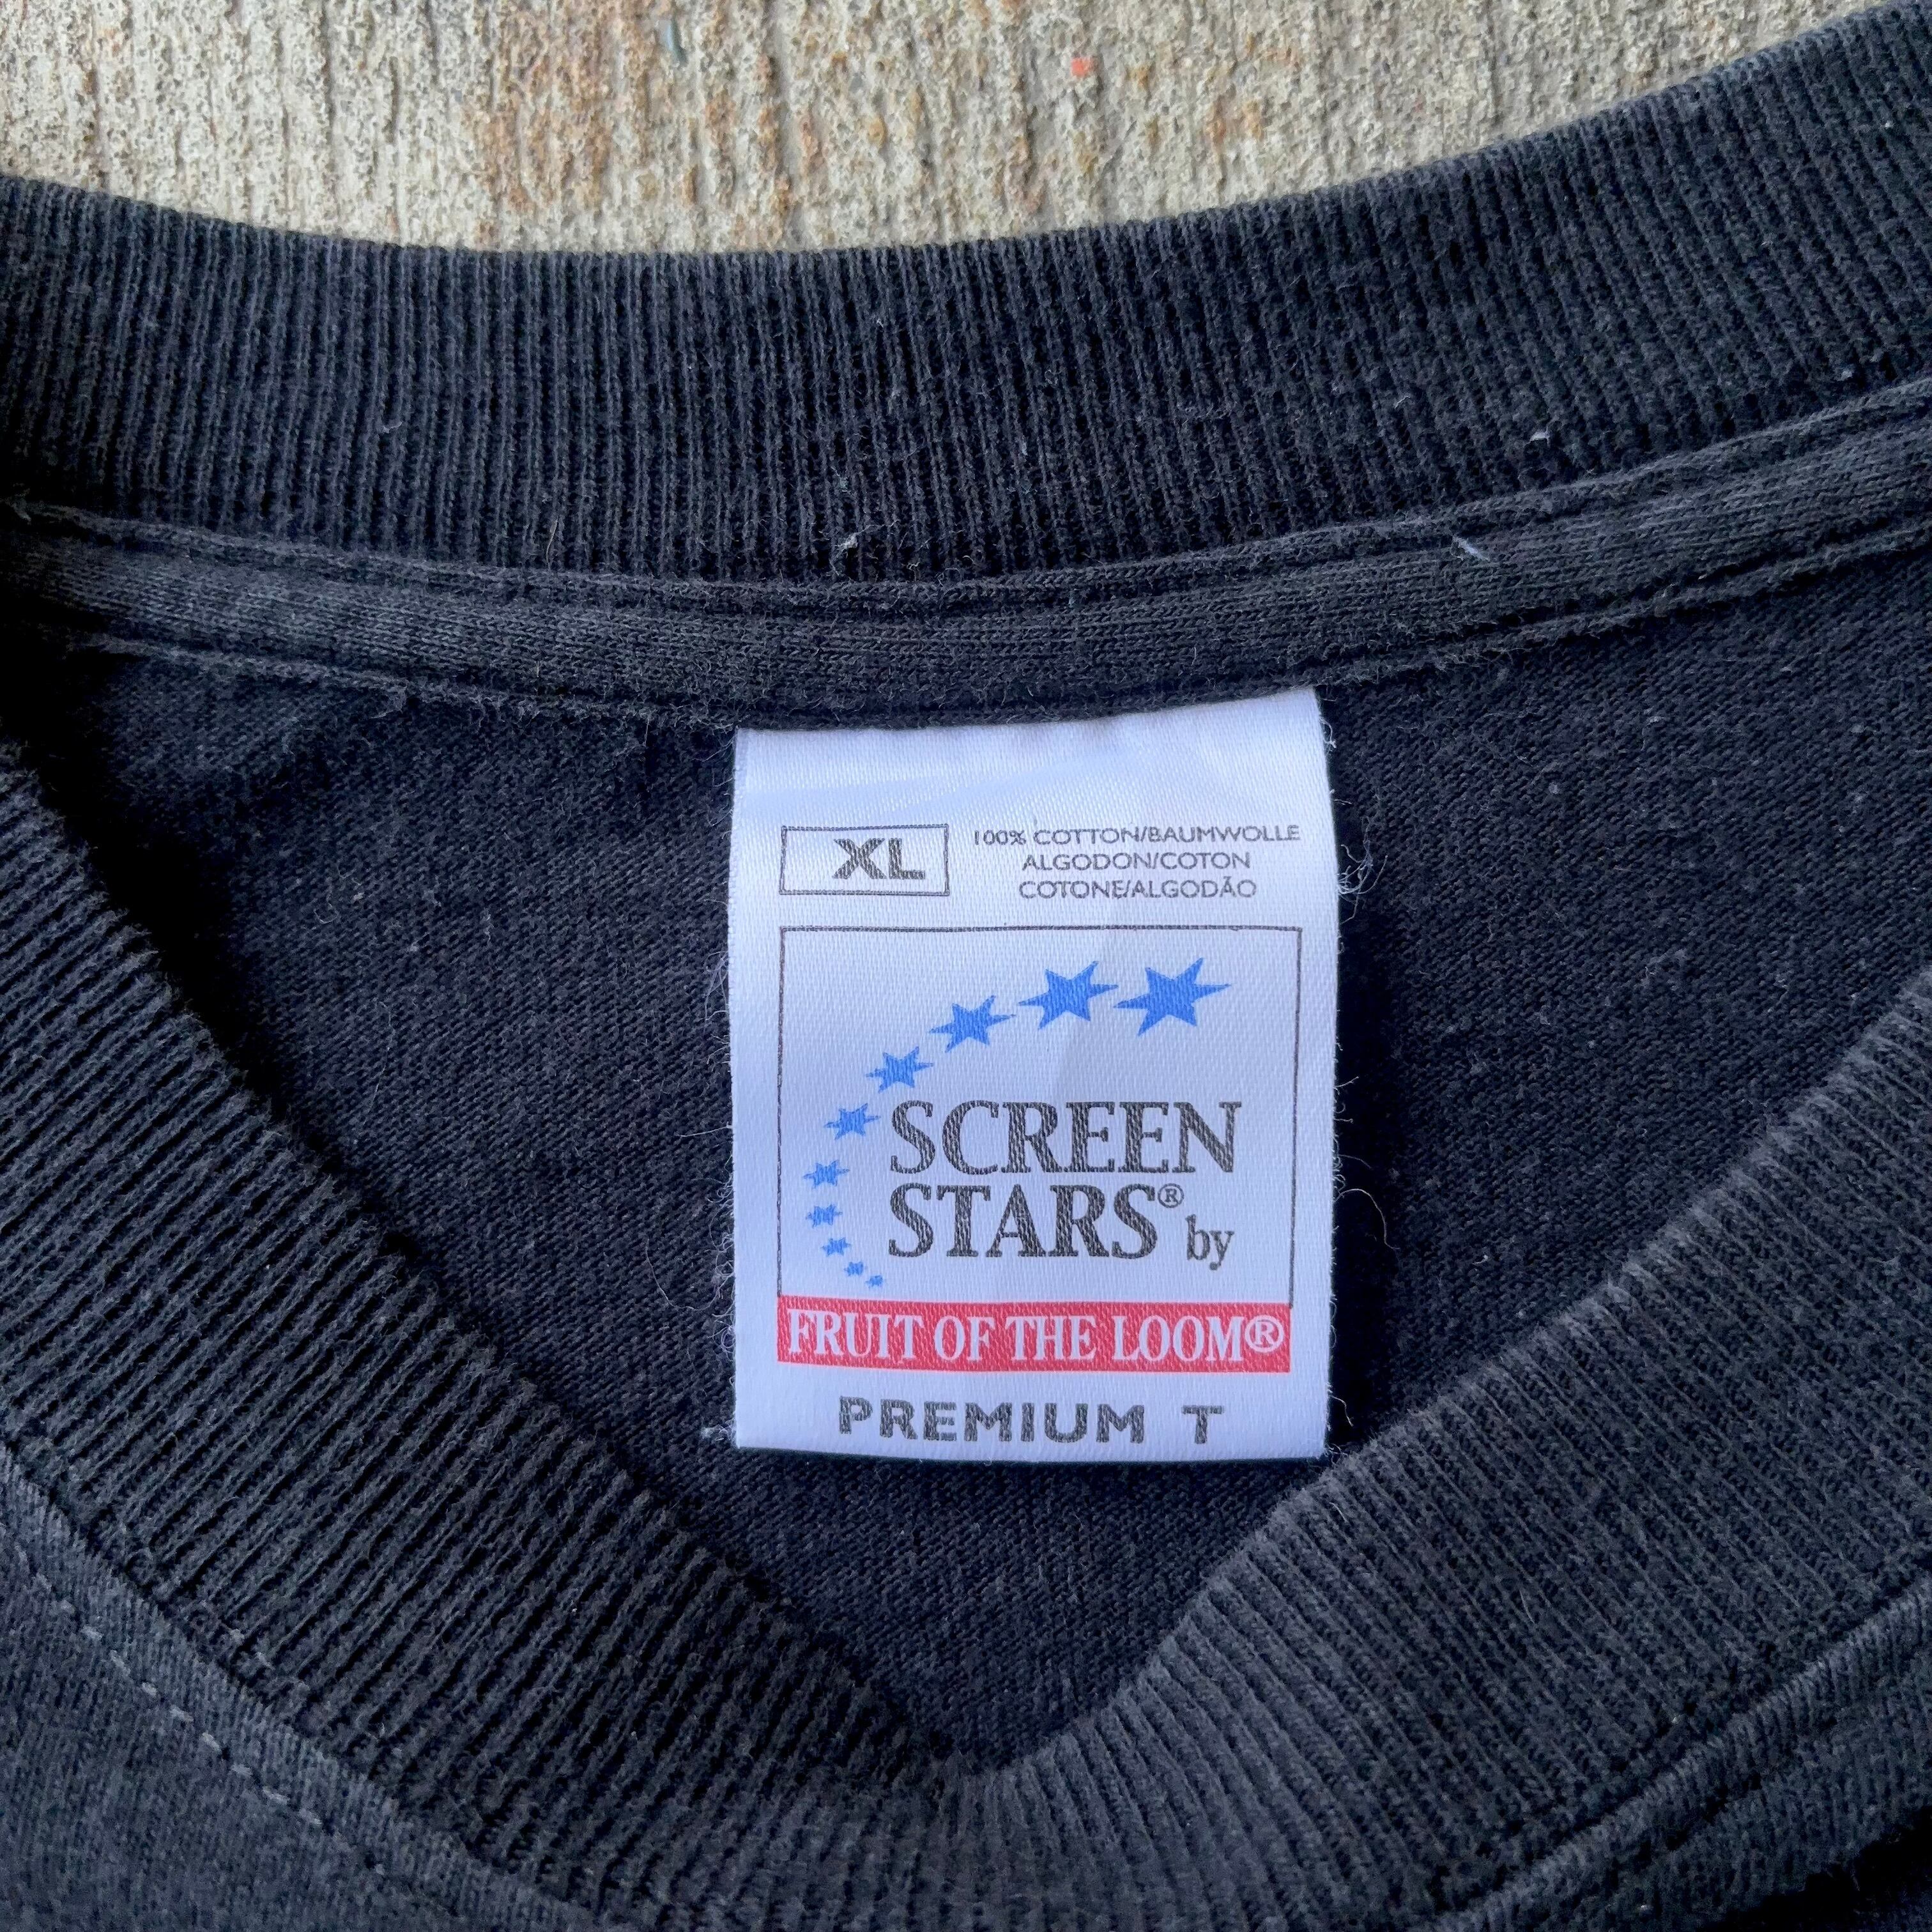 XL
100% COTTON/BAUMWOLLE
ALGODON/COTON
COTONE/ALGODÃO
SCREEN
STARS® by
FRUIT OF THE LOOM®
PREMIUM T